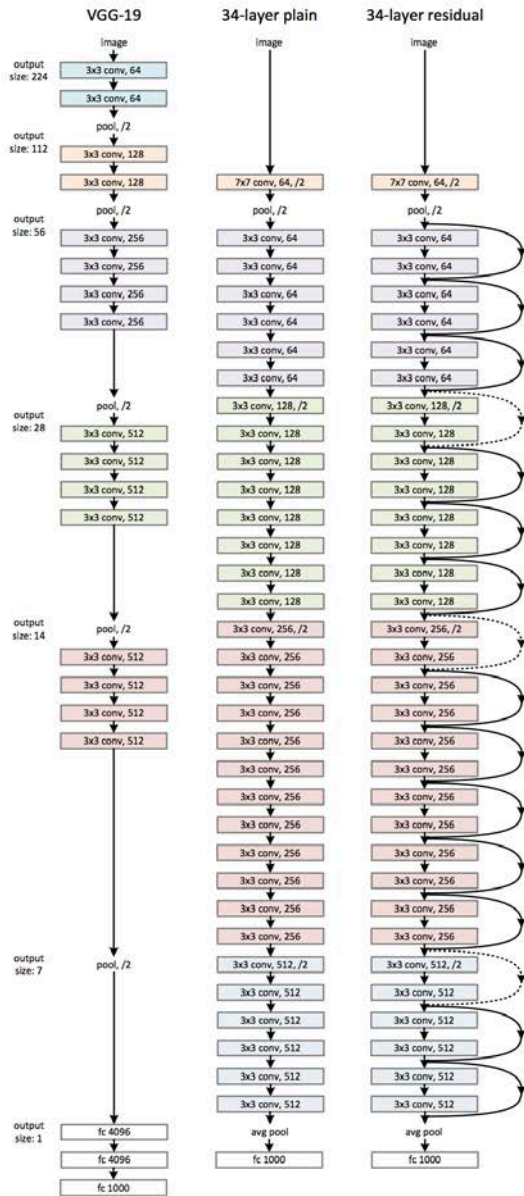 VGG-19
34-layer plain
34-layer residual
output
size: 224
output
size: 112
output
size: 56
output
size: 28
output
size: 14
output
size: 7
output
size: 1
image
3x3 conv, 64
3x3 conv, 64
pool, /2
3x3 conv, 128
3x3 conv, 128
pool, /2
3x3 conv, 256
3x3 conv, 256
3x3 conv, 256
3x3 conv, 256
pool, /2
3x3 conv, 512
3x3 conv, 512
3x3 conv, 512
3x3 conv, 512
pool, /2
3x3 conv, 512
3x3 conv, 512
3x3 conv, 512
3x3 conv, 512
pool, /2
fc 4096
fc 4096
fc 1000
image
7x7 conv, 64, /2
pool, /2
3x3 conv, 64
3x3 conv, 64
3x3 conv, 64
3x3 conv, 64
3x3 conv, 64
3x3 conv, 64
3x3 conv, 128, /2
3x3 conv, 128
3x3 conv, 128
3x3 conv, 128
3x3 conv, 128
3x3 conv, 128
3x3 conv, 128
3x3 conv, 128
3x3 conv, 256, /2
3x3 conv, 256
3x3 conv, 256
3x3 conv, 256
3x3 conv, 256
3x3 conv, 256
3x3 conv, 256
3x3 conv, 256
3x3 conv, 256
3x3 conv, 256
3x3 conv, 256
3x3 conv, 256
3x3 conv, 512, /2
3x3 conv, 512
3x3 conv, 512
3x3 conv, 512
3x3 conv, 512
3x3 conv, 512
avg pool
fc 1000
image
7x7 conv, 64, /2
pool, /2
3x3 conv, 64
3x3 conv, 64
3x3 conv, 64
3x3 conv, 64
3x3 conv, 64
3x3 conv, 64
3x3 conv, 128, /2
3x3 conv, 128
3x3 conv, 128
3x3 conv, 128
3x3 conv, 128
3x3 conv, 128
3x3 conv, 128
3x3 conv, 128
3x3 conv, 256, /2
3x3 conv, 256
3x3 conv, 256
3x3 conv, 256
3x3 conv, 256
3x3 conv, 256
3x3 conv, 256
3x3 conv, 256
3x3 conv, 256
3x3 conv, 256
3x3 conv, 256
3x3 conv, 256
3x3 conv, 512, /2
3x3 conv, 512
3x3 conv, 512
3x3 conv, 512
3x3 conv, 512
3x3 conv, 512
avg pool
fc 1000